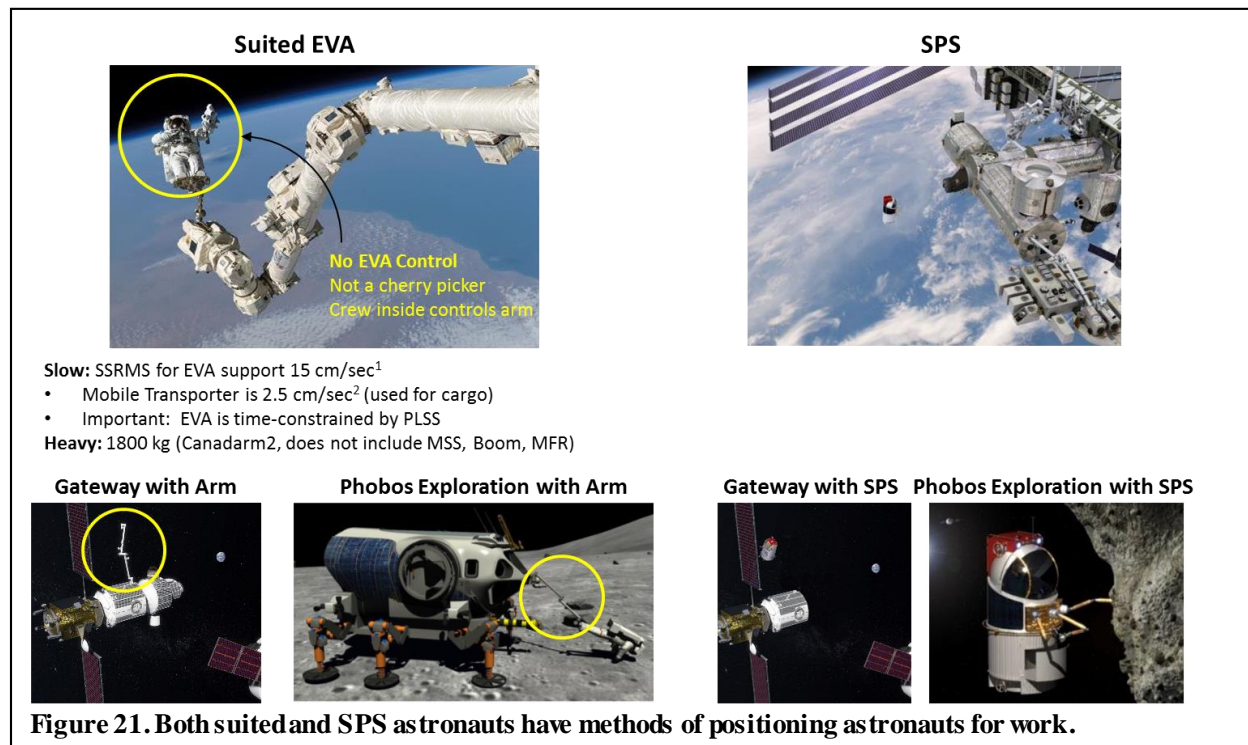 Suited EVA
SPS
No EVA Control
Not a cherry picker
Crew inside controls arm
Slow: SSRMS for EVA support 15 cm/sec¹
• Mobile Transporter is 2.5 cm/sec² (used for cargo)
• Important: EVA is time-constrained by PLSS
Heavy: 1800 kg (Canadarm2, does not include MSS, Boom, MFR)
Gateway with Arm
Phobos Exploration with Arm
Gateway with SPS
Phobos Exploration with SPS
Figure 21. Both suited and SPS astronauts have methods of positioning astronauts for work.